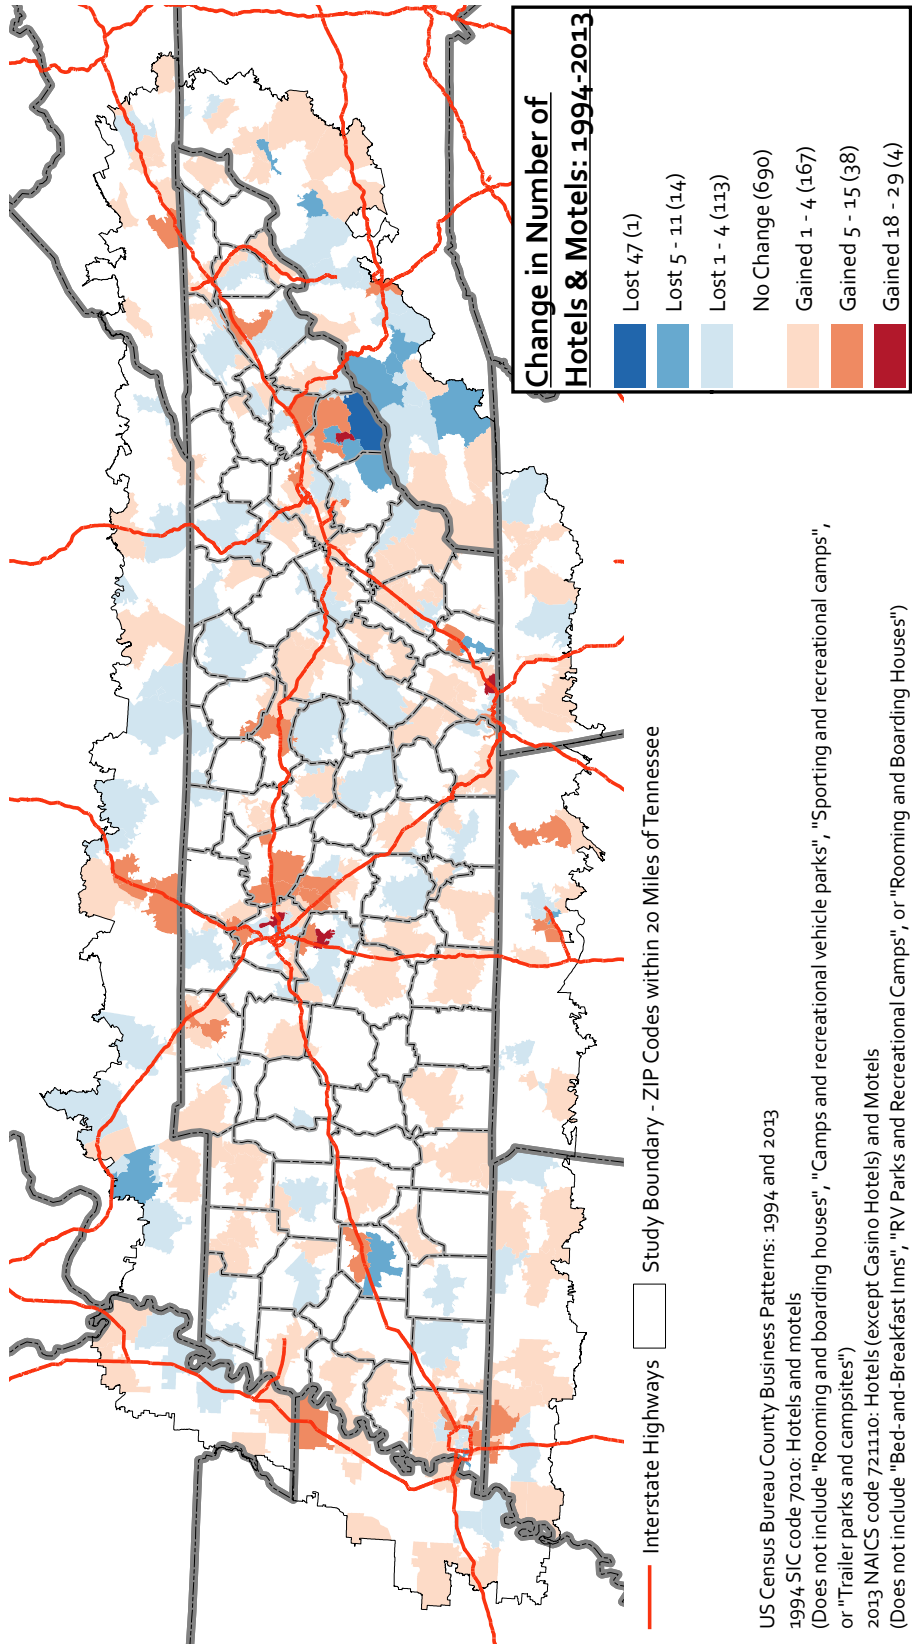 Change in Number of
Hotels & Motels: 1994-2013
Lost 47 (1)
Lost 5 - 11 (14)
Lost 1 - 4 (113)
No Change (690)
Gained 1 - 4 (167)
Gained 5 - 15 (38)
Gained 18 - 29 (4)
Interstate Highways
Study Boundary - ZIP Codes within 20 Miles of Tennessee
US Census Bureau County Business Patterns: 1994 and 2013
1994 SIC code 7010: Hotels and motels
(Does not include "Rooming and boarding houses", "Camps and recreational vehicle parks", "Sporting and recreational camps",
or "Trailer parks and campsites")
2013 NAICS code 721110: Hotels (except Casino Hotels) and Motels
(Does not include "Bed-and-Breakfast Inns", "RV Parks and Recreational Camps", or "Rooming and Boarding Houses")